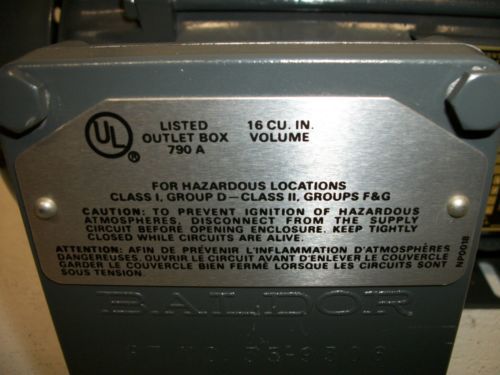 UL
®
LISTED 16 CU. IN.
OUTLET BOX VOLUME
790 A
FOR HAZARDOUS LOCATIONS
CLASS I, GROUP D—CLASS II, GROUPS F&G
CAUTION: TO PREVENT IGNITION OF HAZARDOUS
ATMOSPHERES, DISCONNECT FROM THE SUPPLY
CIRCUIT BEFORE OPENING ENCLOSURE. KEEP TIGHTLY
CLOSED WHILE CIRCUITS ARE ALIVE.
ATTENTION: AFIN DE PRÉVENIR L'INFLAMMATION D'ATMOSPHÈRES
DANGEREUSES, OUVRIR LE CIRCUIT AVANT D'ENLEVER LE COUVERCLE
GARDER LE COUVERCLE BIEN FERMÉ LORSQUE LES CIRCUITS SONT
SOUS TENSION.
NP0018
BALDOR